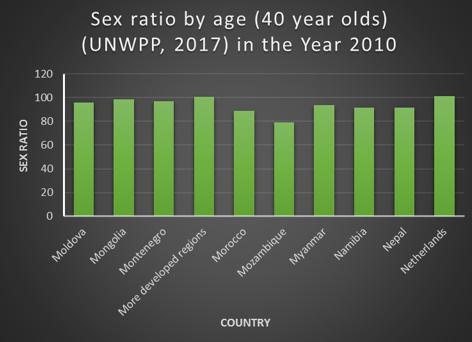 Sex ratio by age (40 year olds)
(UNWPP, 2017) in the Year 2010
120
100
80
60
40
20
0
SEX RATIO
Moldova
Mongolia
Montenegro
More developed regions
Morocco
Mozambique
Myanmar
Namibia
Nepal
Netherlands
COUNTRY